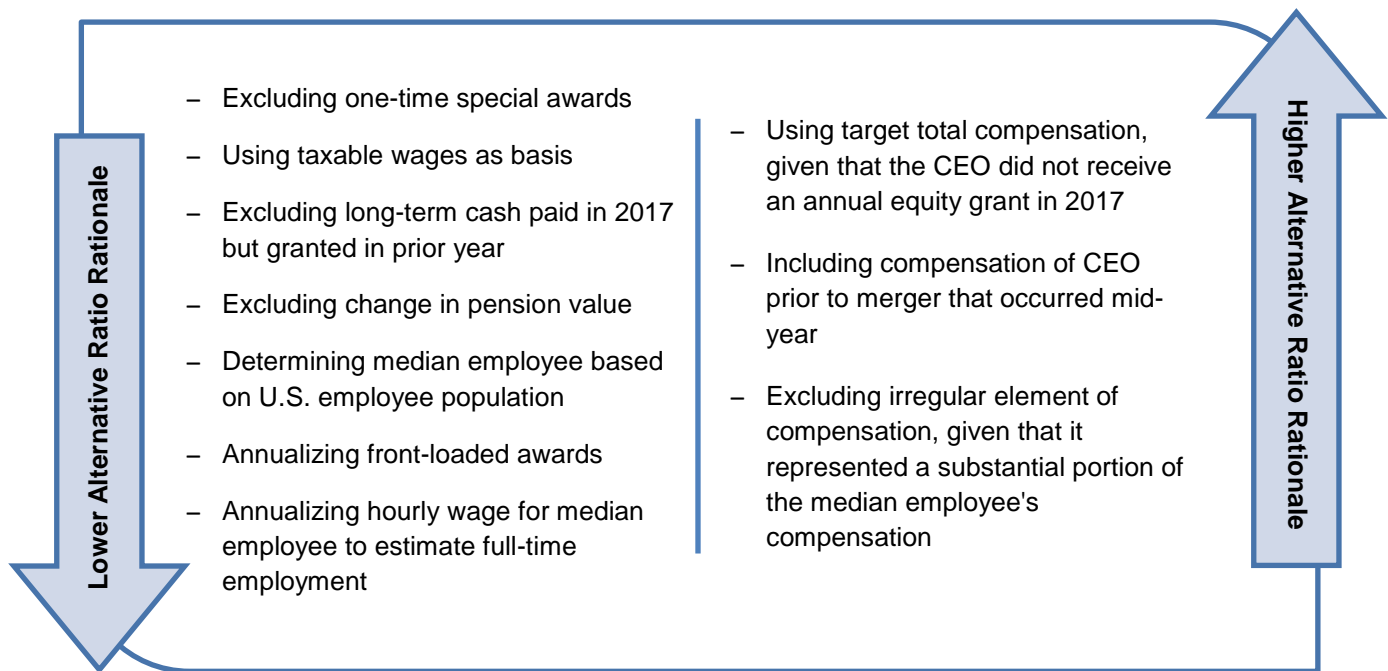 Lower Alternative Ratio Rationale
– Excluding one-time special awards
– Using taxable wages as basis
– Excluding long-term cash paid in 2017
but granted in prior year
– Excluding change in pension value
– Determining median employee based
on U.S. employee population
– Annualizing front-loaded awards
– Annualizing hourly wage for median
employee to estimate full-time
employment
– Using target total compensation,
given that the CEO did not receive
an annual equity grant in 2017
– Including compensation of CEO
prior to merger that occurred mid-
year
– Excluding irregular element of
compensation, given that it
represented a substantial portion of
the median employee's
compensation
Higher Alternative Ratio Rationale